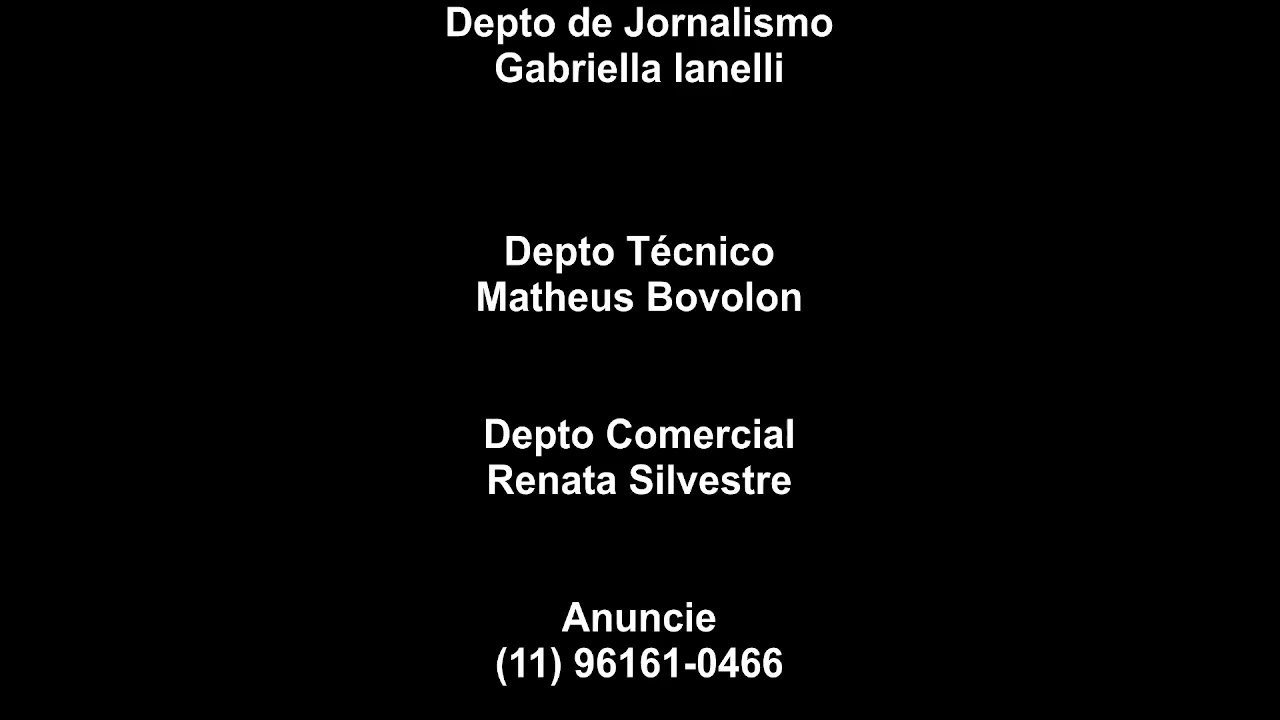 Depto de Jornalismo
Gabriella Ianelli
Depto Técnico
Matheus Bovolon
Depto Comercial
Renata Silvestre
Anuncie
(11) 96161-0466